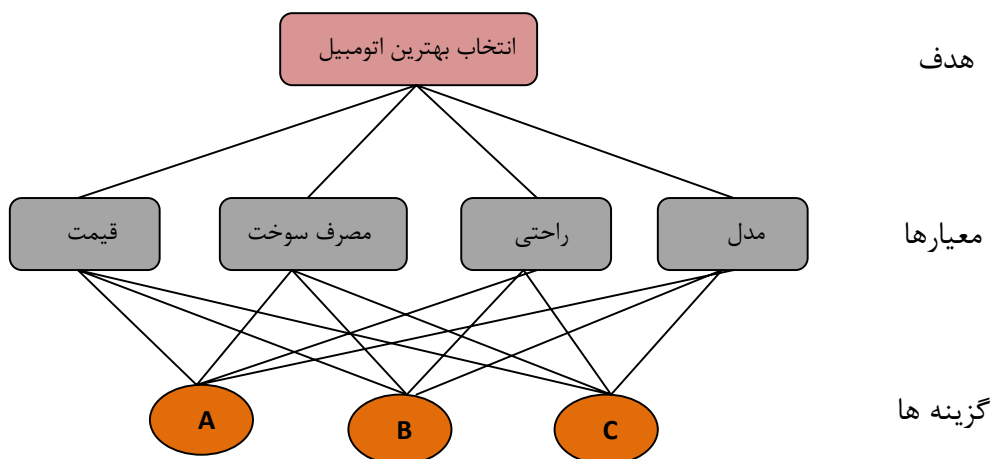 انتخاب بهترین اتومبیل
هدف
مدل
راحتی
مصرف سوخت
قیمت
معیارها
A
B
C
گزینه ها